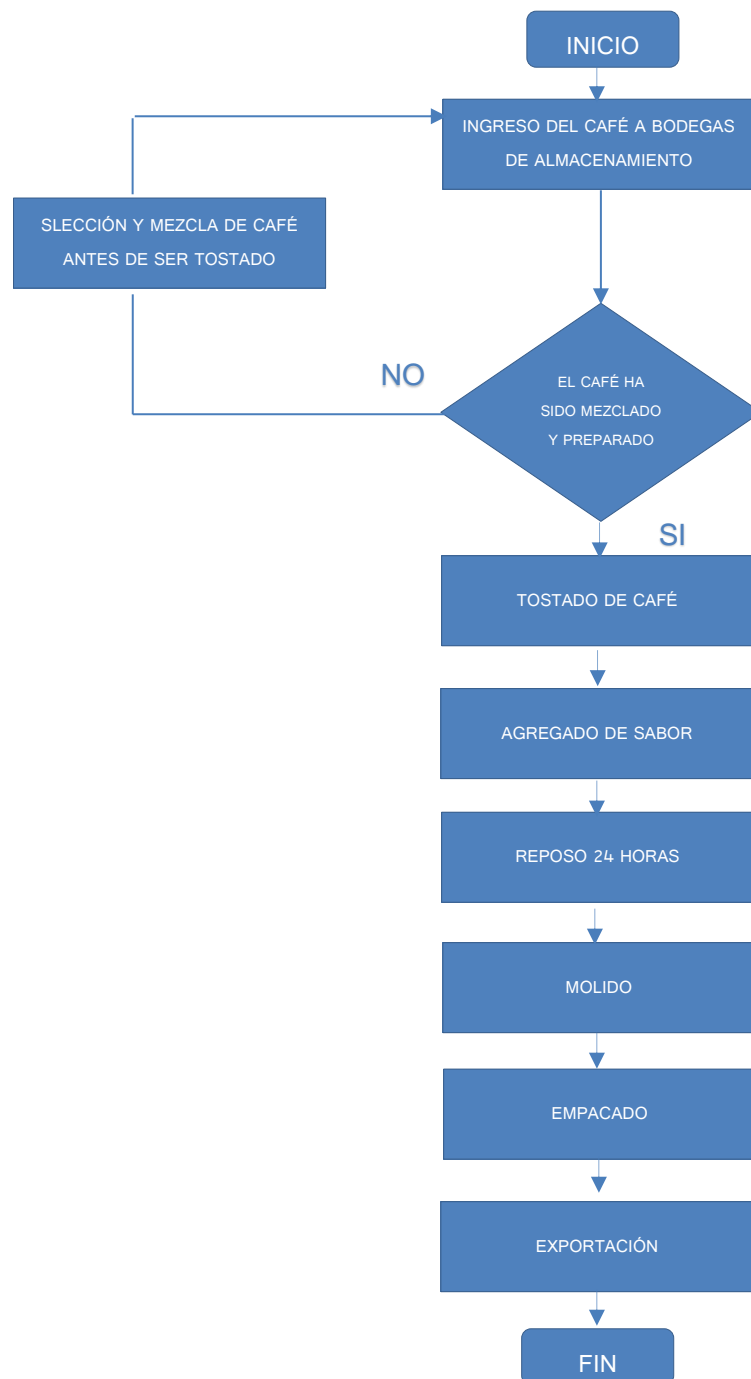 INICIO
INGRESO DEL CAFÉ A BODEGAS
DE ALMACENAMIENTO
SLECCIÓN Y MEZCLA DE CAFÉ
ANTES DE SER TOSTADO
NO
EL CAFÉ HA
SIDO MEZCLADO
Y PREPARADO
SI
TOSTADO DE CAFÉ
AGREGADO DE SABOR
REPOSO 24 HORAS
MOLIDO
EMPACADO
EXPORTACIÓN
FIN